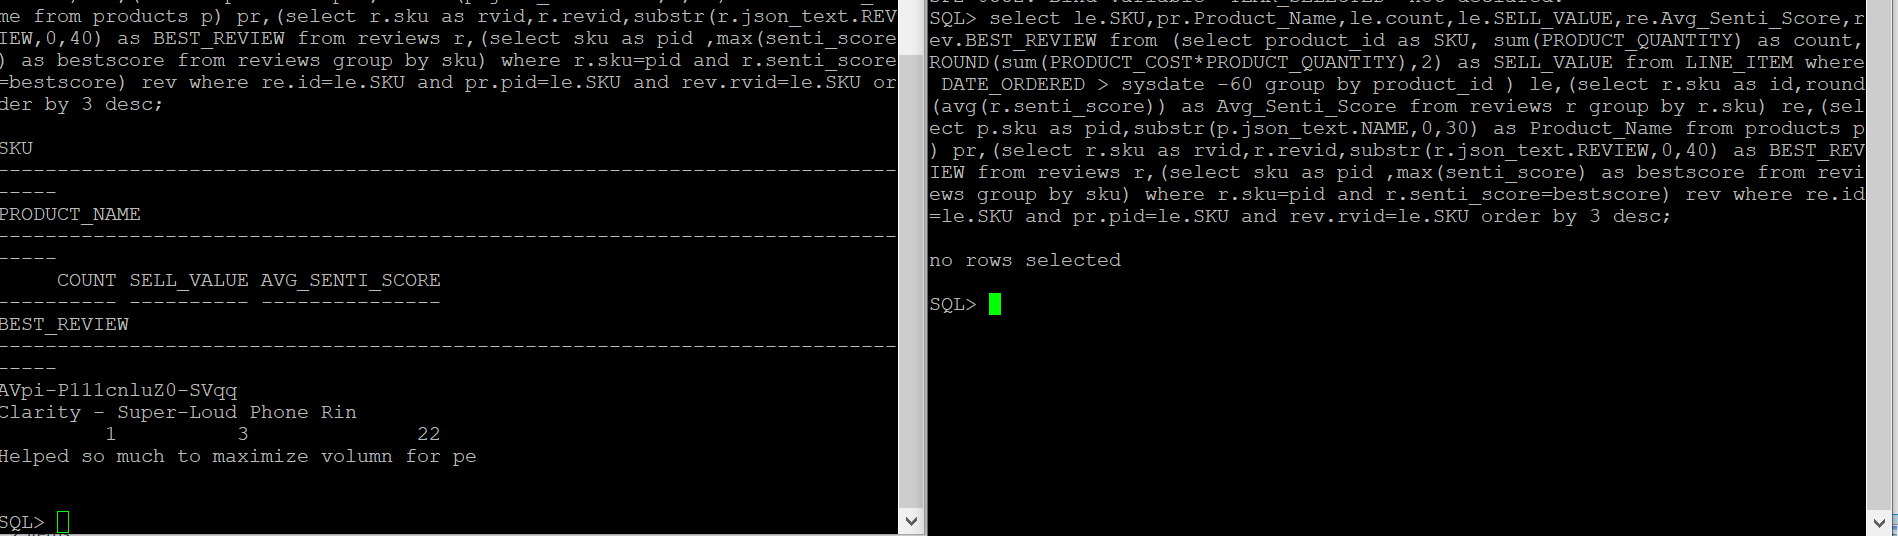 me from products p) pr,(select r.sku as rvid,r.revid,substr(r.json_text.REV
IEW,0,40) as BEST_REVIEW from reviews r,(select sku as pid ,max(senti_score
) as bestscore from reviews group by sku) where r.sku=pid and r.senti_score
=bestscore) rev where re.id=le.SKU and pr.pid=le.SKU and rev.rvid=le.SKU or
der by 3 desc;
SKU
---------------------------------------------------------------------------
-----
PRODUCT_NAME
---------------------------------------------------------------------------
-----
COUNT SELL_VALUE AVG_SENTI_SCORE
---------- ---------- ---------------
BEST_REVIEW
---------------------------------------------------------------------------
-----
AVpi-P111cnluZ0-SVqq
Clarity - Super-Loud Phone Rin
1 3 22
Helped so much to maximize volumn for pe
SQL>
SQL> select le.SKU,pr.Product_Name,le.count,le.SELL_VALUE,re.Avg_Senti_Score,r
ev.BEST_REVIEW from (select product_id as SKU, sum(PRODUCT_QUANTITY) as count,
ROUND(sum(PRODUCT_COST*PRODUCT_QUANTITY),2) as SELL_VALUE from LINE_ITEM where
DATE_ORDERED > sysdate -60 group by product_id ) le,(select r.sku as id,round
(avg(r.senti_score)) as Avg_Senti_Score from reviews r group by r.sku) re,(sel
ect p.sku as pid,substr(p.json_text.NAME,0,30) as Product_Name from products p
) pr,(select r.sku as rvid,r.revid,substr(r.json_text.REVIEW,0,40) as BEST_REV
IEW from reviews r,(select sku as pid ,max(senti_score) as bestscore from revi
ews group by sku) where r.sku=pid and r.senti_score=bestscore) rev where re.id
=le.SKU and pr.pid=le.SKU and rev.rvid=le.SKU order by 3 desc;
no rows selected
SQL>